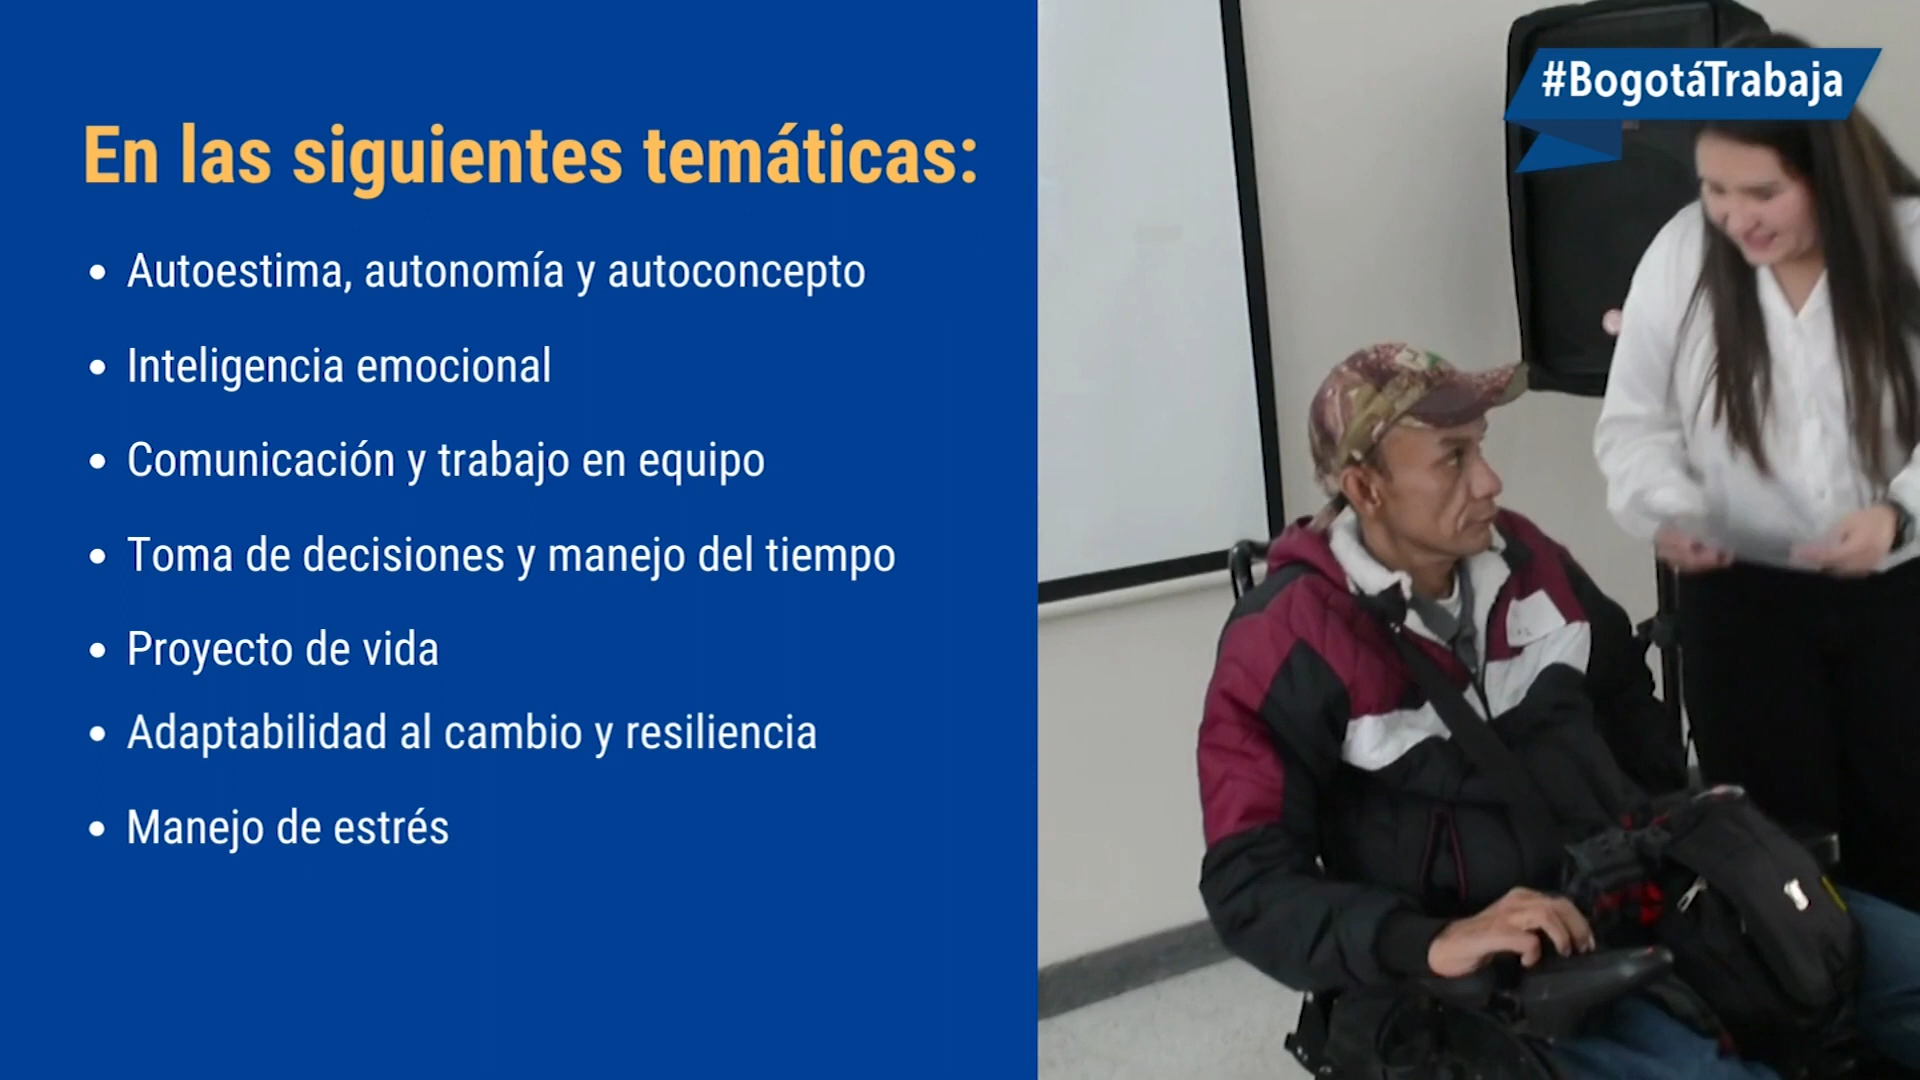 #BogotáTrabaja
En las siguientes temáticas:
• Autoestima, autonomía y autoconcepto
• Inteligencia emocional
• Comunicación y trabajo en equipo
• Toma de decisiones y manejo del tiempo
• Proyecto de vida
• Adaptabilidad al cambio y resiliencia
• Manejo de estrés